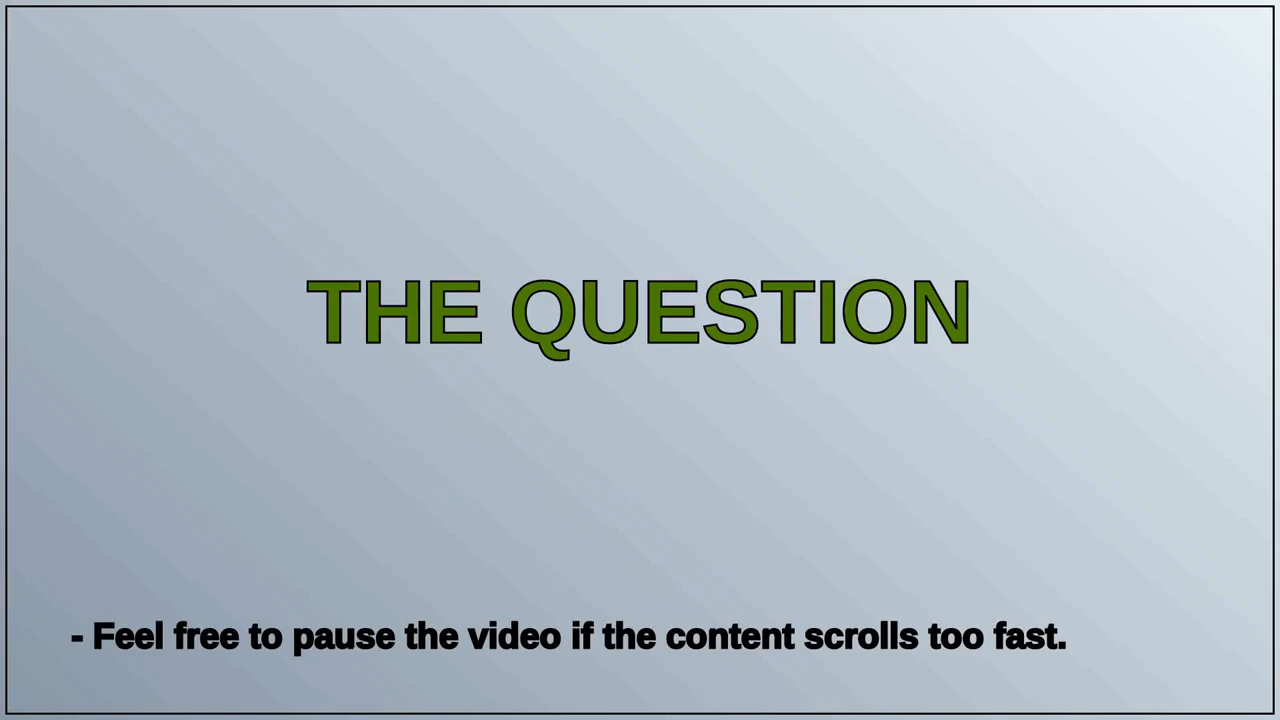 THE QUESTION
- Feel free to pause the video if the content scrolls too fast.